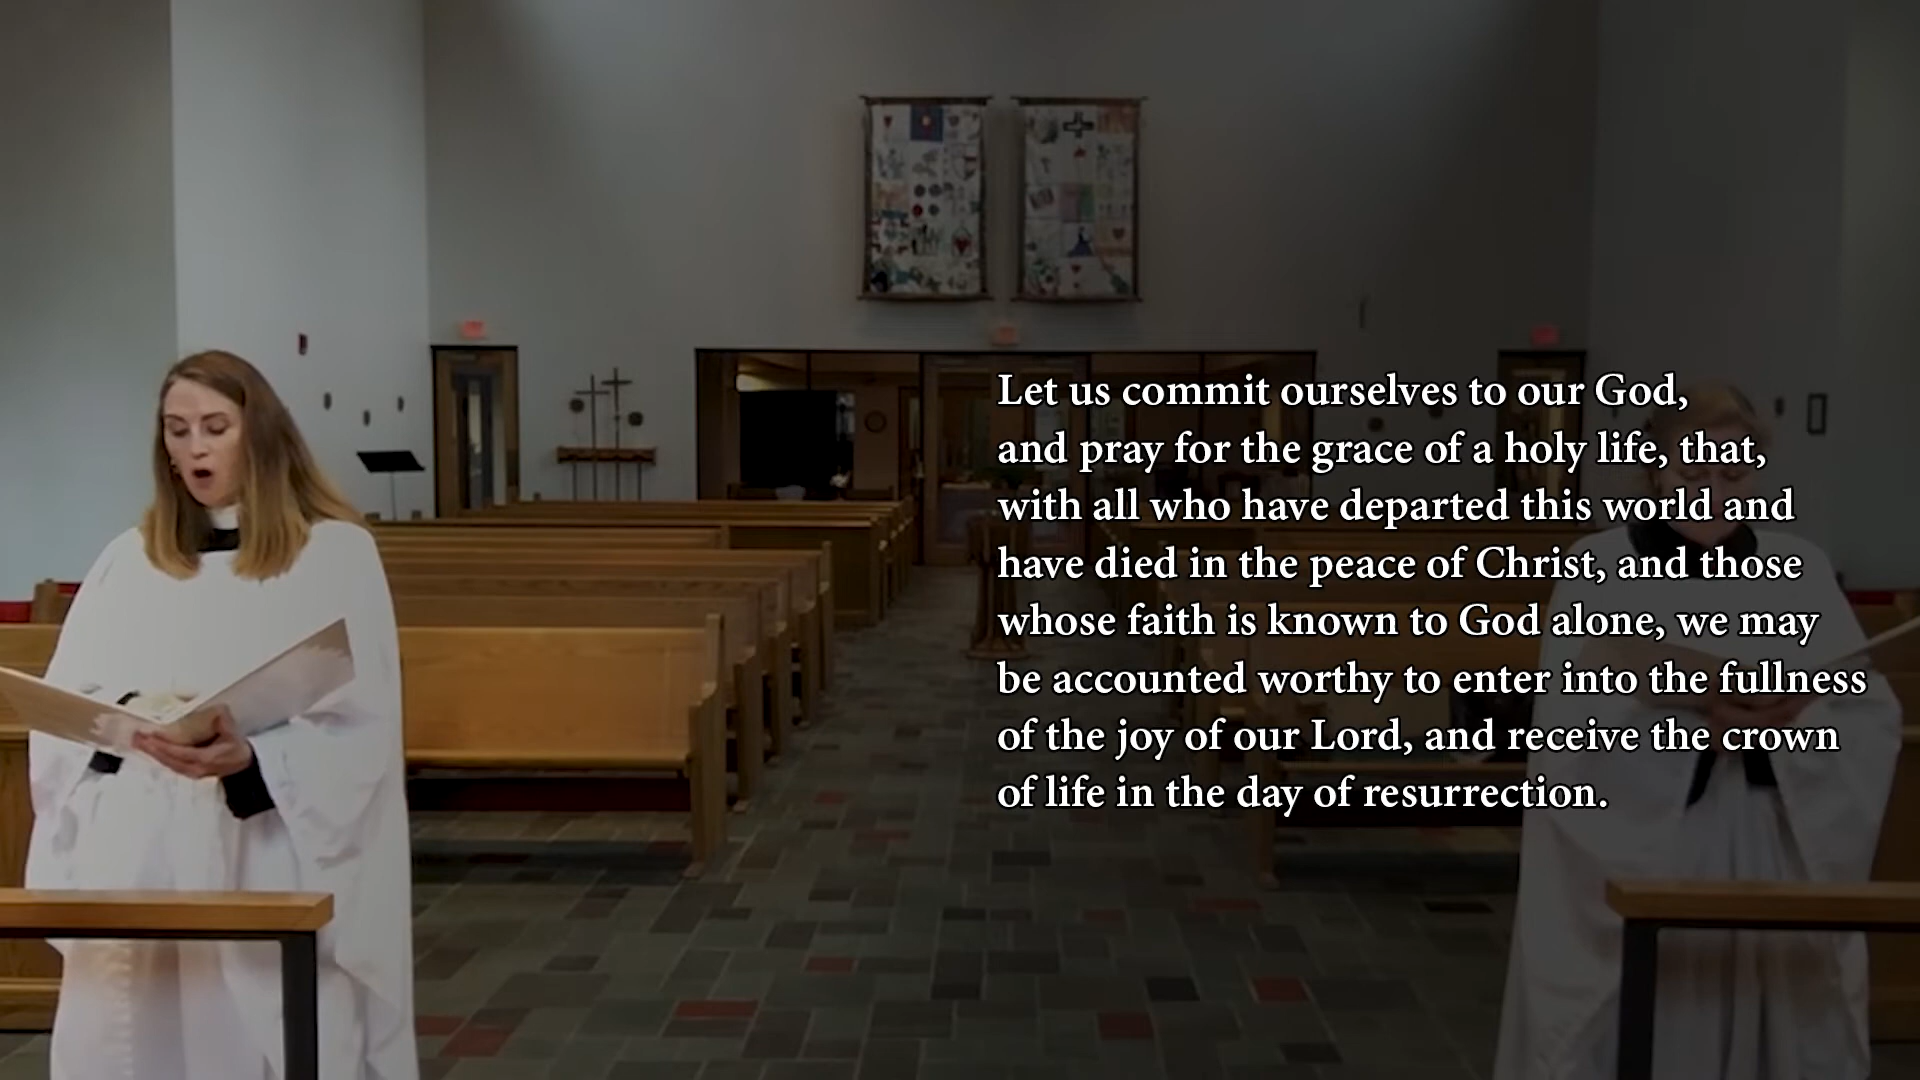 Let us commit ourselves to our God,
and pray for the grace of a holy life, that,
with all who have departed this world and
have died in the peace of Christ, and those
whose faith is known to God alone, we may
be accounted worthy to enter into the fullness
of the joy of our Lord, and receive the crown
of life in the day of resurrection.